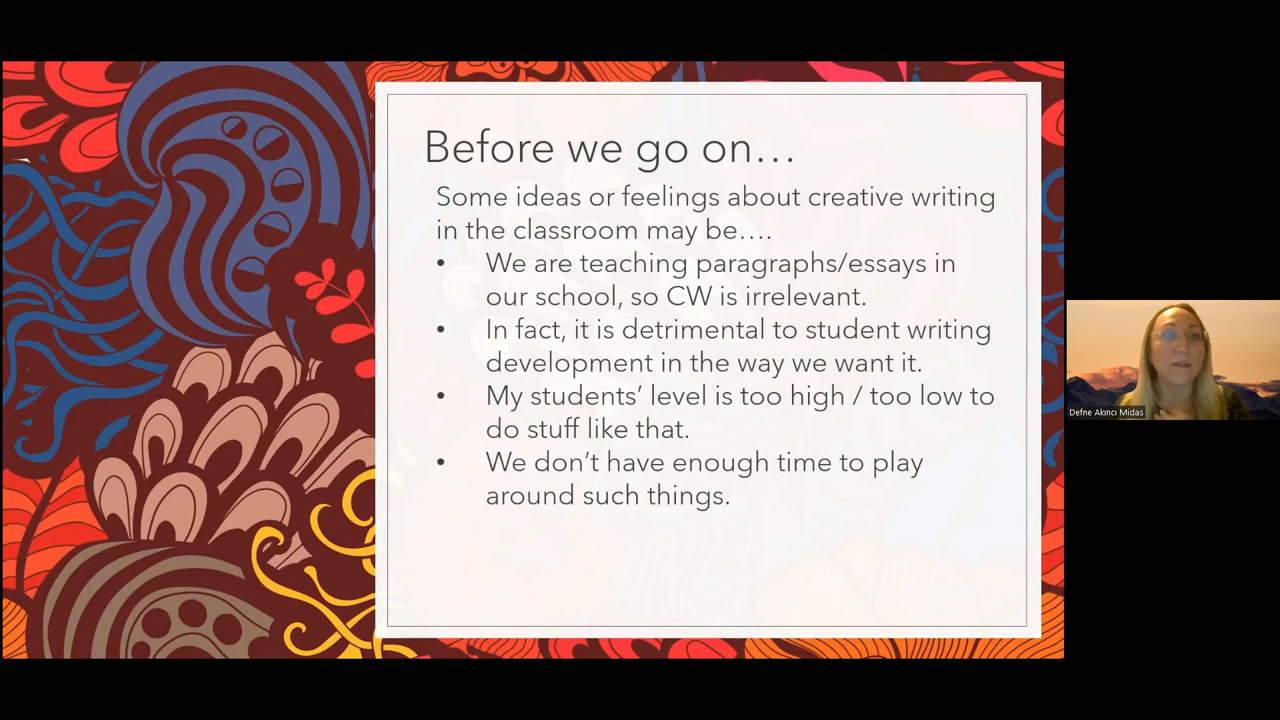 Before we go on…
Some ideas or feelings about creative writing
in the classroom may be….
• We are teaching paragraphs/essays in
our school, so CW is irrelevant.
• In fact, it is detrimental to student writing
development in the way we want it.
• My students’ level is too high / too low to
do stuff like that.
• We don’t have enough time to play
around such things.
Defne Akıncı Midas